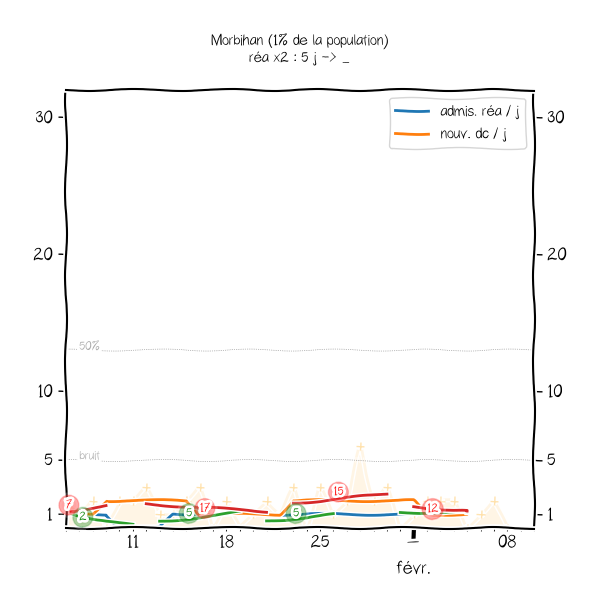 Morbihan (1% de la population)
réa x2 : 5 j -> _
admis. réa / j
nouv. dc / j
30 30
20 20
50%
10 10
bruit
5 5
1 1
7 2 5 17 5 15 12
11 18 25 1 08
févr.